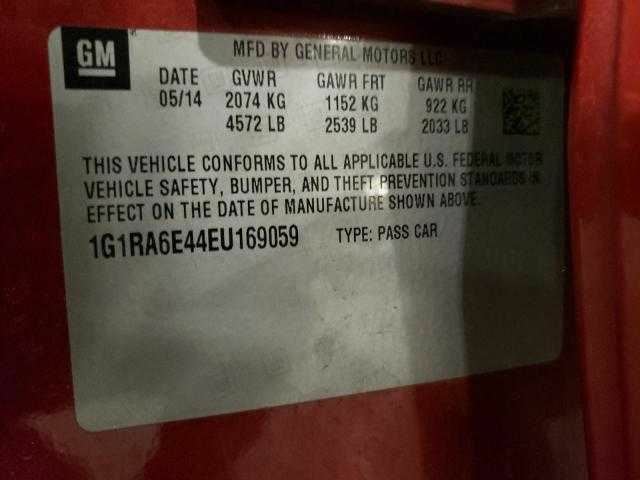 GM
MFD BY GENERAL MOTORS LLC
DATE GVWR GAWR FRT GAWR RR
05/14 2074 KG 1152 KG 922 KG
4572 LB 2539 LB 2033 LB
THIS VEHICLE CONFORMS TO ALL APPLICABLE U.S. FEDERAL MOTOR
VEHICLE SAFETY, BUMPER, AND THEFT PREVENTION STANDARDS IN
EFFECT ON THE DATE OF MANUFACTURE SHOWN ABOVE.
1G1RA6E44EU169059 TYPE: PASS CAR